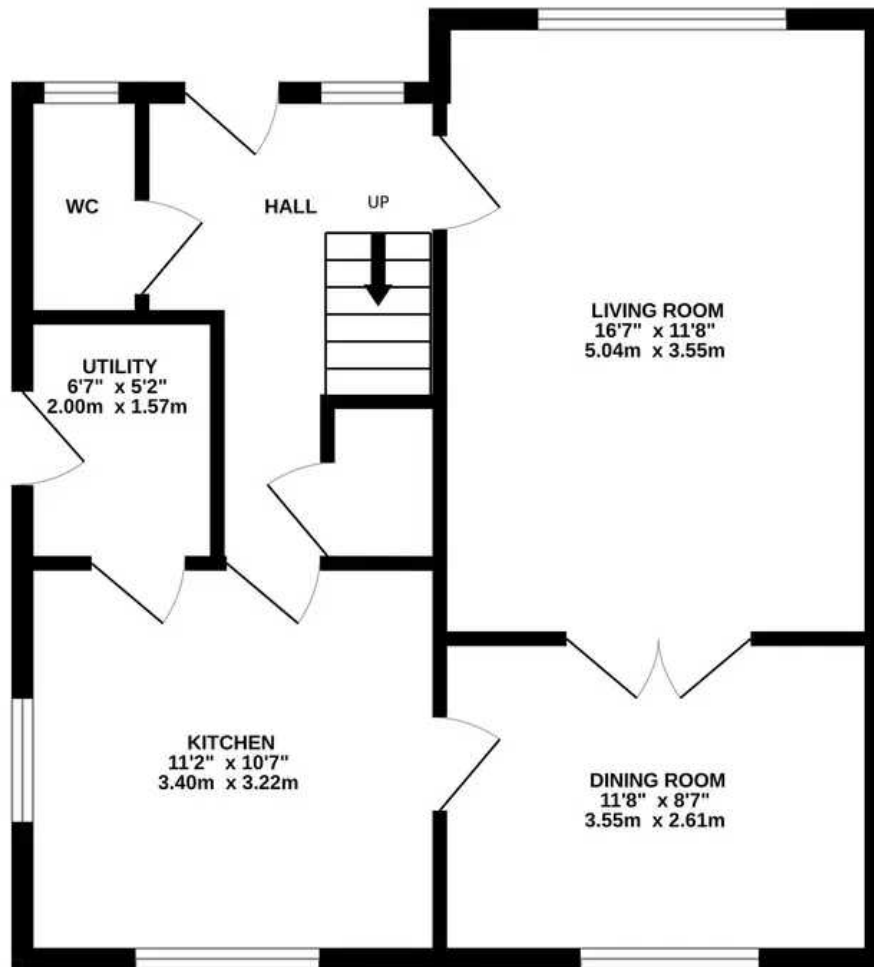 WC
HALL
UP
LIVING ROOM
16'7" x 11'8"
5.04m x 3.55m
UTILITY
6'7" x 5'2"
2.00m x 1.57m
KITCHEN
11'2" x 10'7"
3.40m x 3.22m
DINING ROOM
11'8" x 8'7"
3.55m x 2.61m